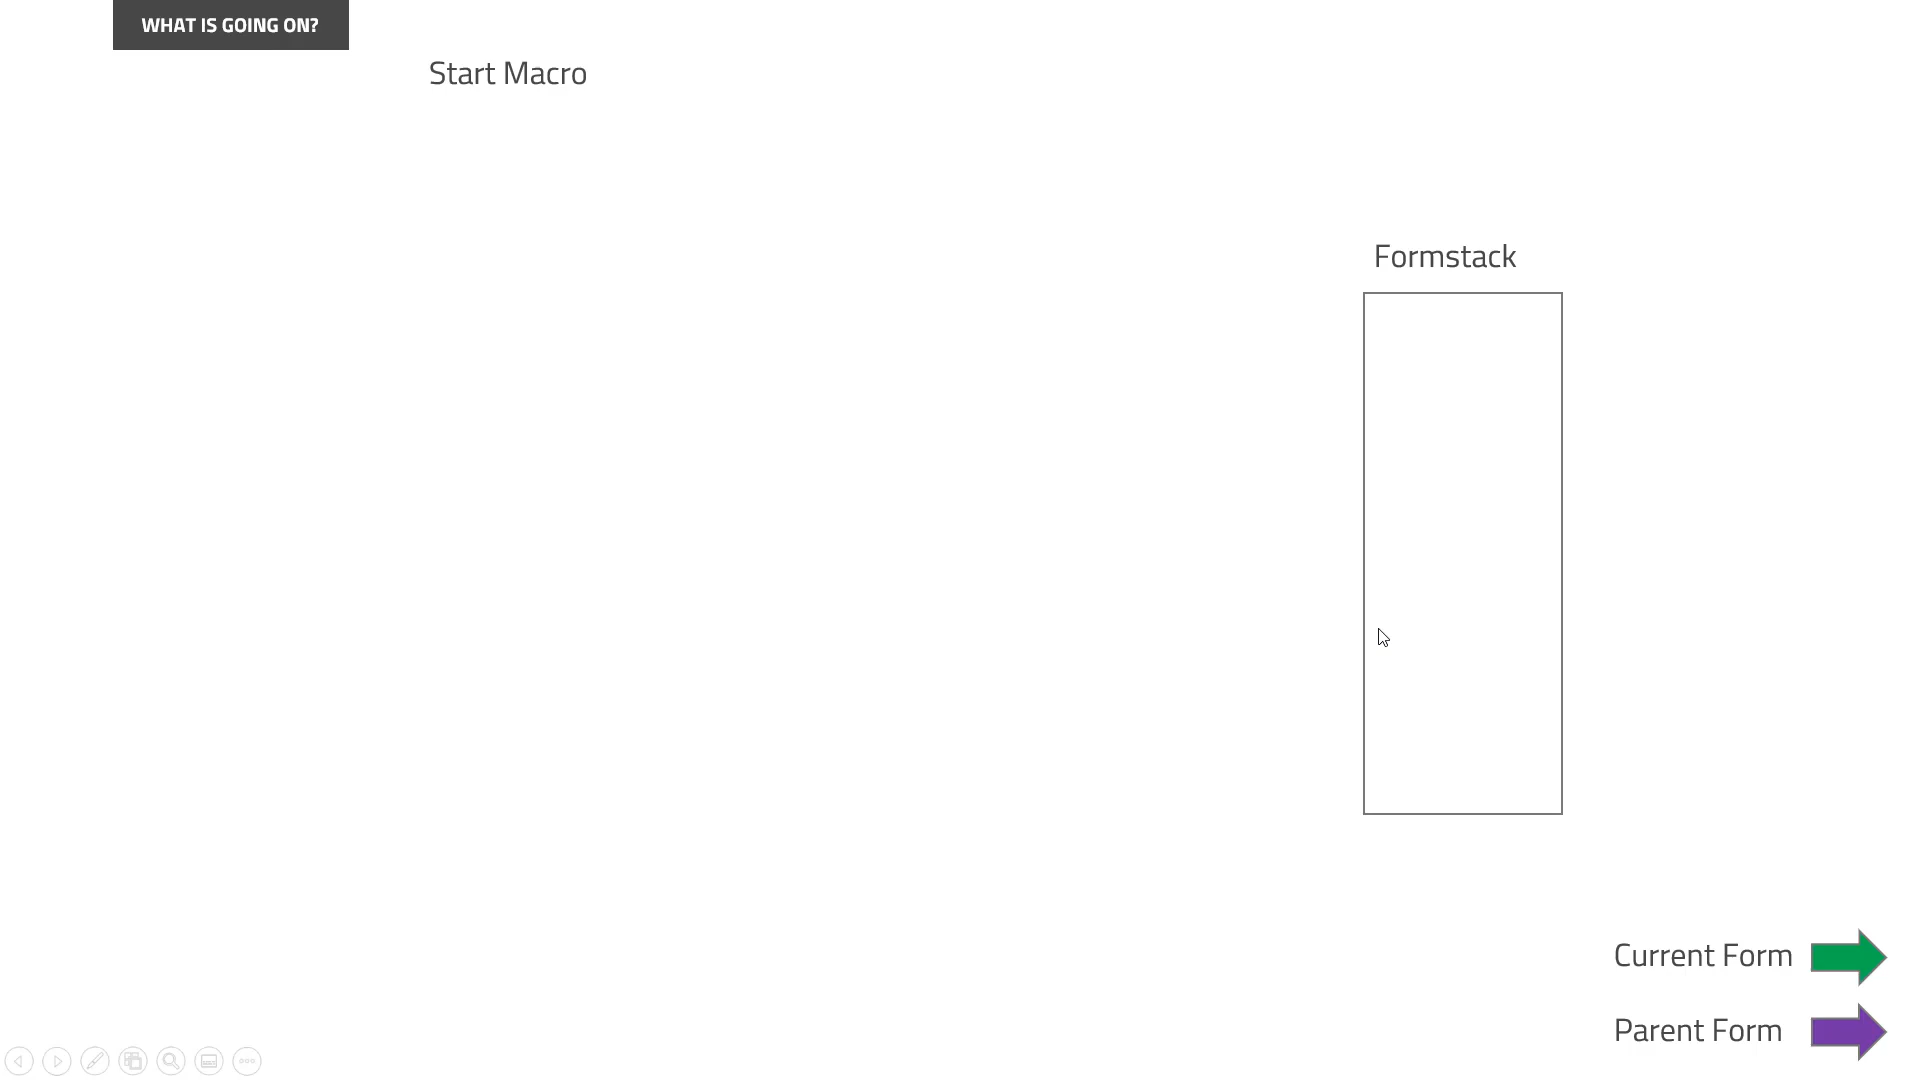 WHAT IS GOING ON?
Start Macro
Formstack
Current Form
Parent Form